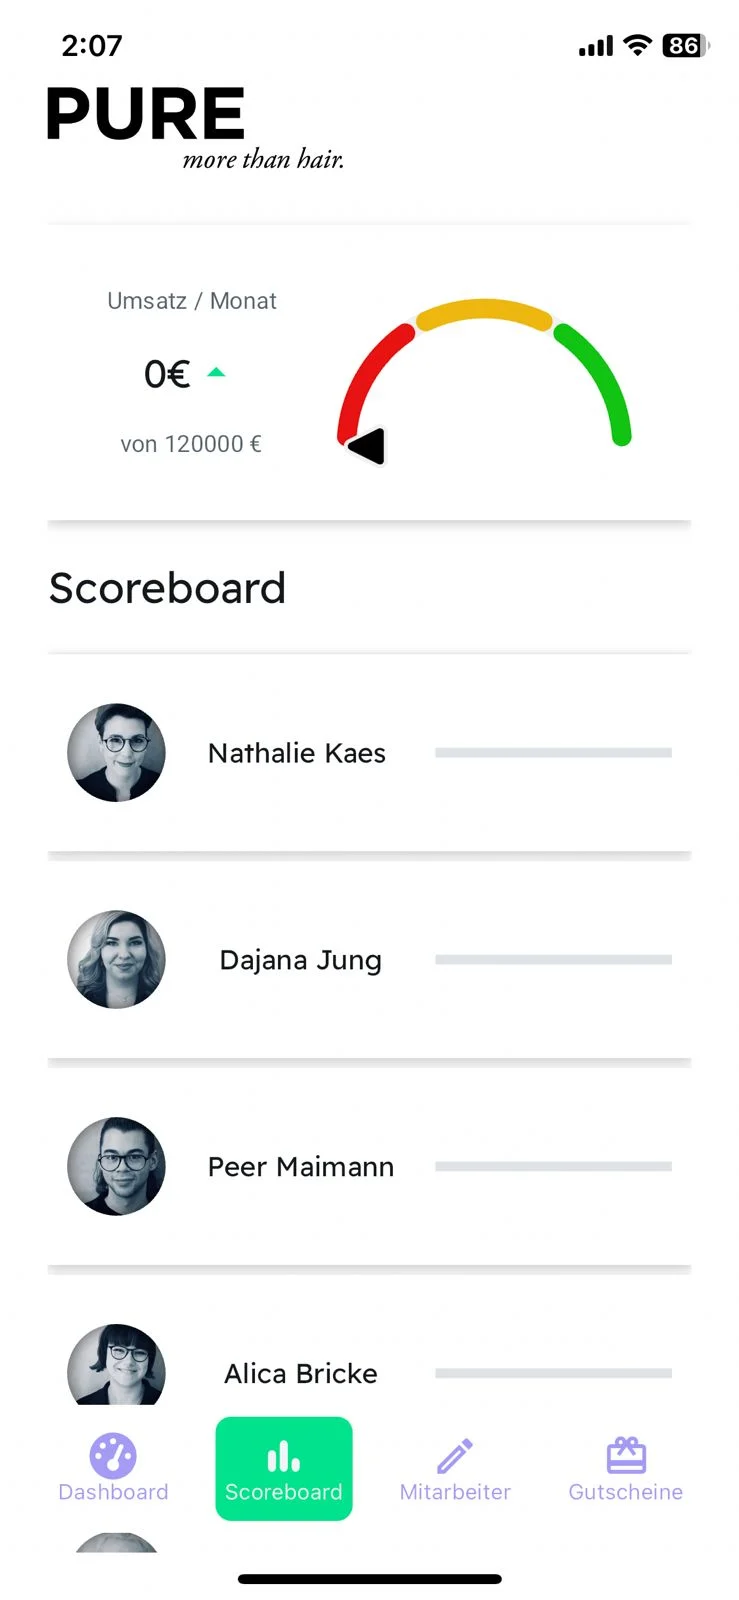 2:07
86
PURE
more than hair.
Umsatz / Monat
0€
von 120000 €
Scoreboard
Nathalie Kaes
Dajana Jung
Peer Maimann
Alica Bricke
Dashboard
Scoreboard
Mitarbeiter
Gutscheine